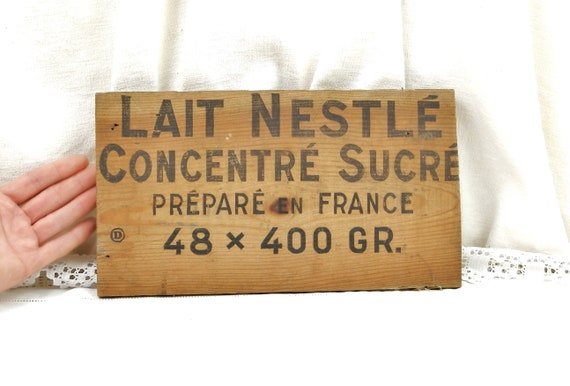 LAIT NESTLÉ
CONCENTRÉ SUCRÉ
PRÉPARÉ EN FRANCE
D
48 × 400 GR.